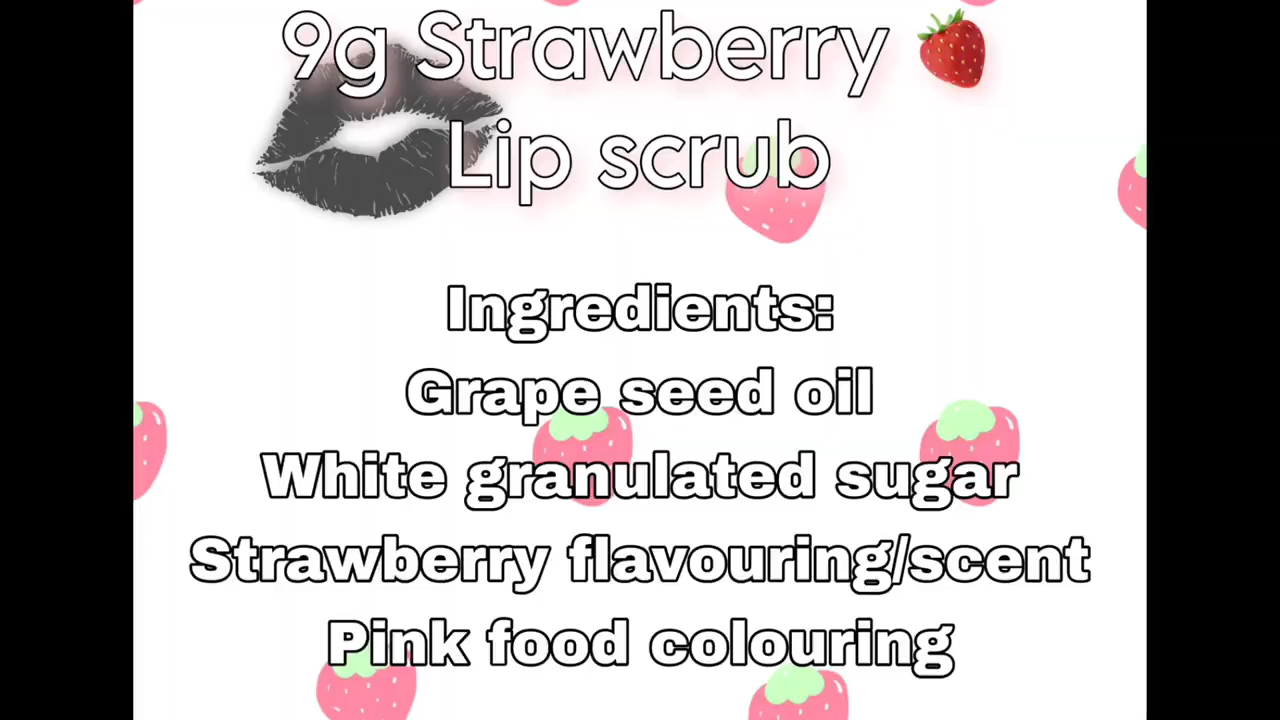 9g Strawberry 🍓
Lip scrub
Ingredients:
Grape seed oil
White granulated sugar
Strawberry flavouring/scent
Pink food colouring